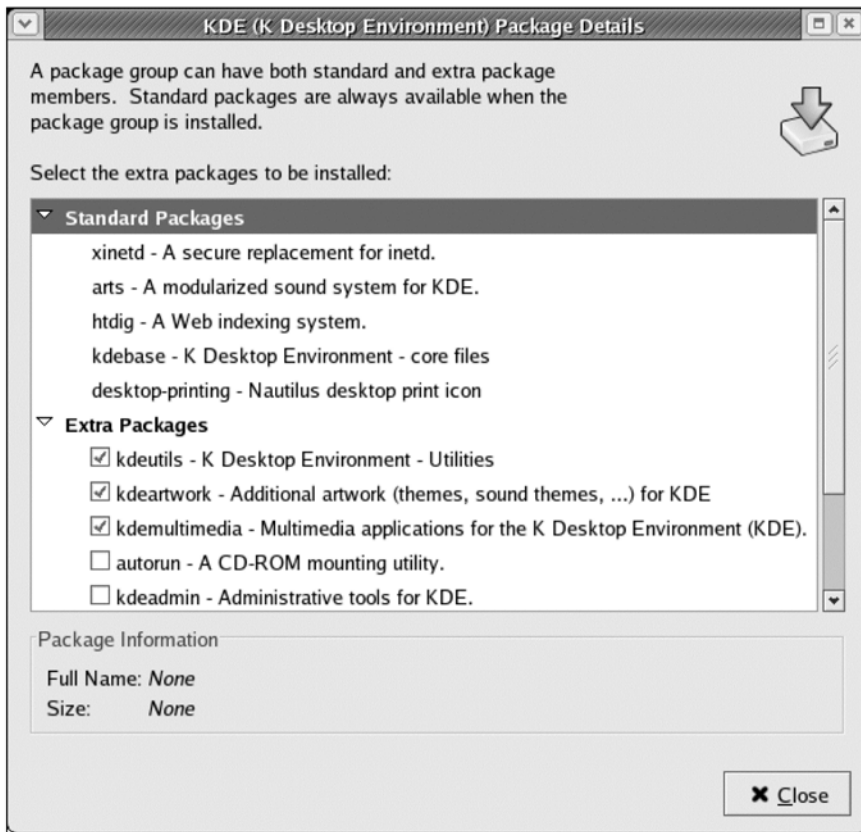 KDE (K Desktop Environment) Package Details
A package group can have both standard and extra package
members. Standard packages are always available when the
package group is installed.
Select the extra packages to be installed:
Standard Packages
xinetd - A secure replacement for inetd.
arts - A modularized sound system for KDE.
htdig - A Web indexing system.
kdebase - K Desktop Environment - core files
desktop-printing - Nautilus desktop print icon
Extra Packages
kdeutils - K Desktop Environment - Utilities
kdeartwork - Additional artwork (themes, sound themes, ...) for KDE
kdemultimedia - Multimedia applications for the K Desktop Environment (KDE).
autorun - A CD-ROM mounting utility.
kdeadmin - Administrative tools for KDE.
Package Information
Full Name: None
Size: None
Close